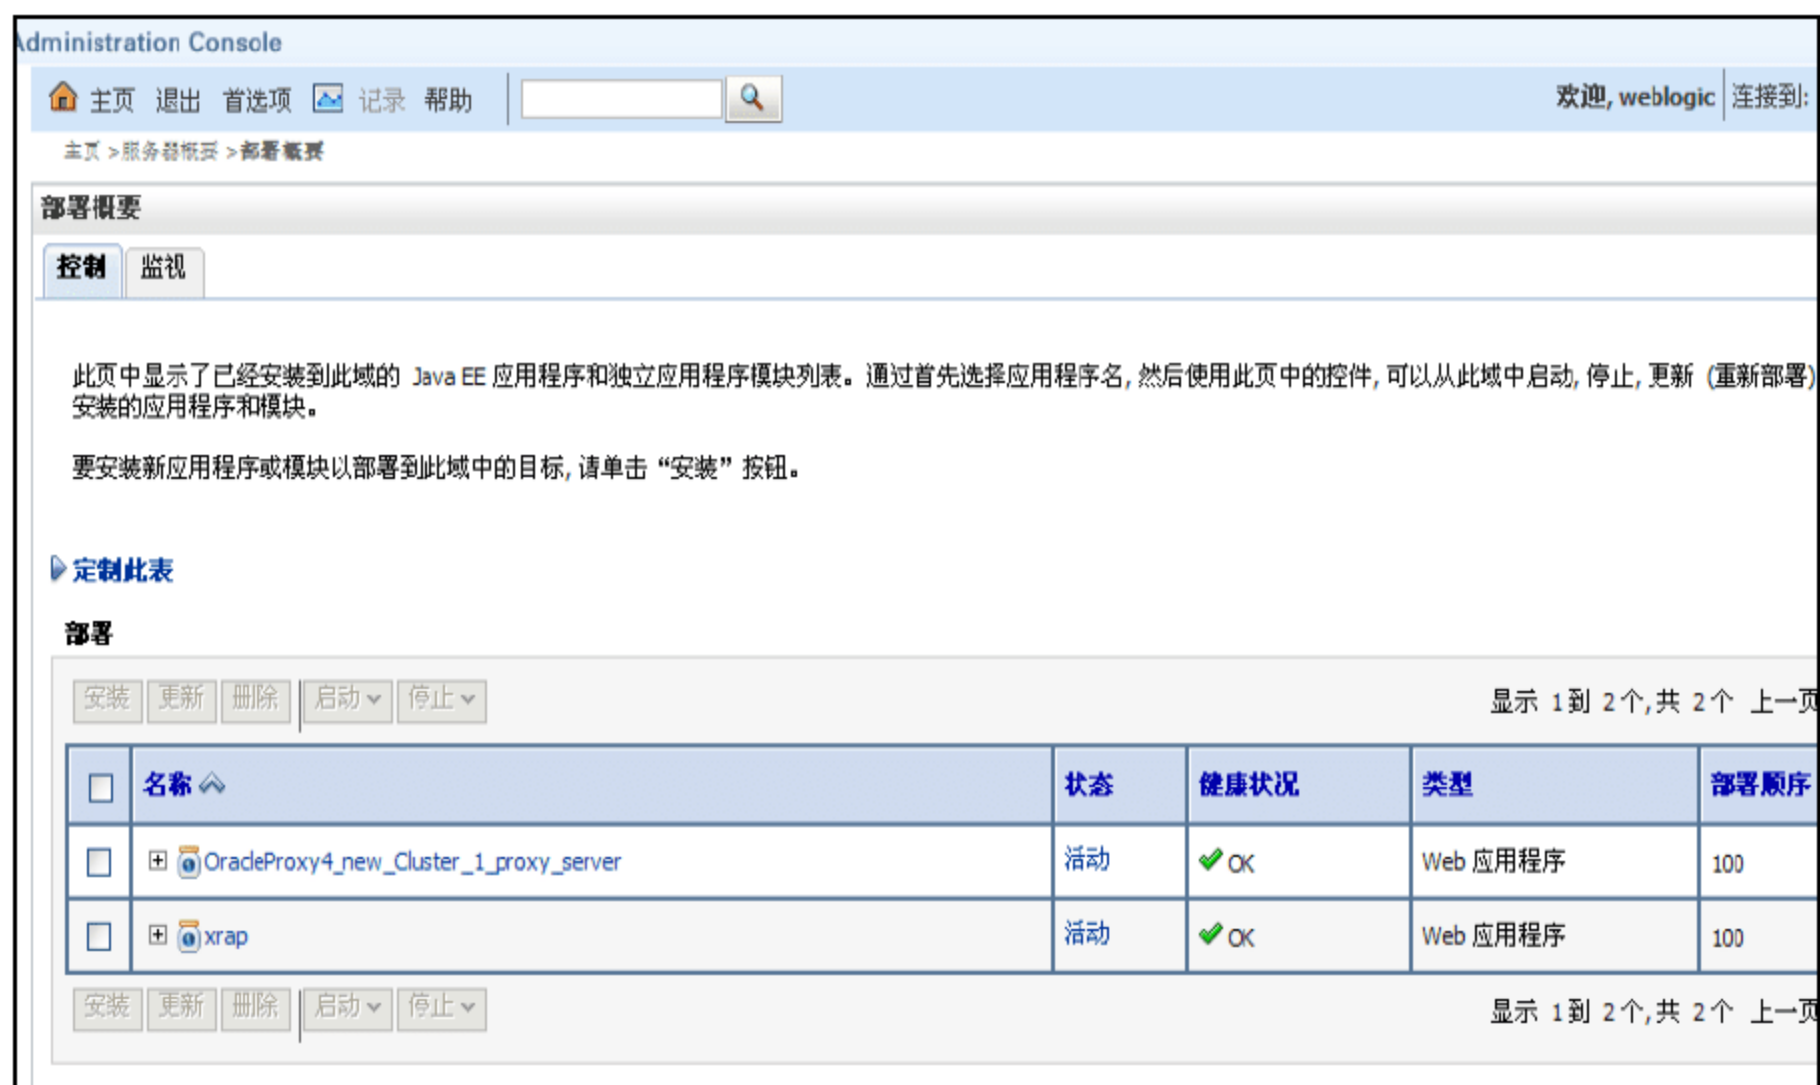 Administration Console
主页 退出 首选项 记录 帮助
欢迎, weblogic 连接到:
主页 >服务器概要 >部署概要
部署概要
控制 监视
此页中显示了已经安装到此域的 Java EE 应用程序和独立应用程序模块列表。通过首先选择应用程序名, 然后使用此页中的控件, 可以从此域中启动, 停止, 更新 (重新部署)
安装的应用程序和模块。
要安装新应用程序或模块以部署到此域中的目标, 请单击 “安装” 按钮。
定制此表
部署
安装 更新 删除 启动 停止 显示 1 到 2 个, 共 2 个 上一页
名称 状态 健康状况 类型 部署顺序
OracleProxy4_new_Cluster_1_proxy_server 活动 OK Web 应用程序 100
xrap 活动 OK Web 应用程序 100
安装 更新 删除 启动 停止 显示 1 到 2 个, 共 2 个 上一页